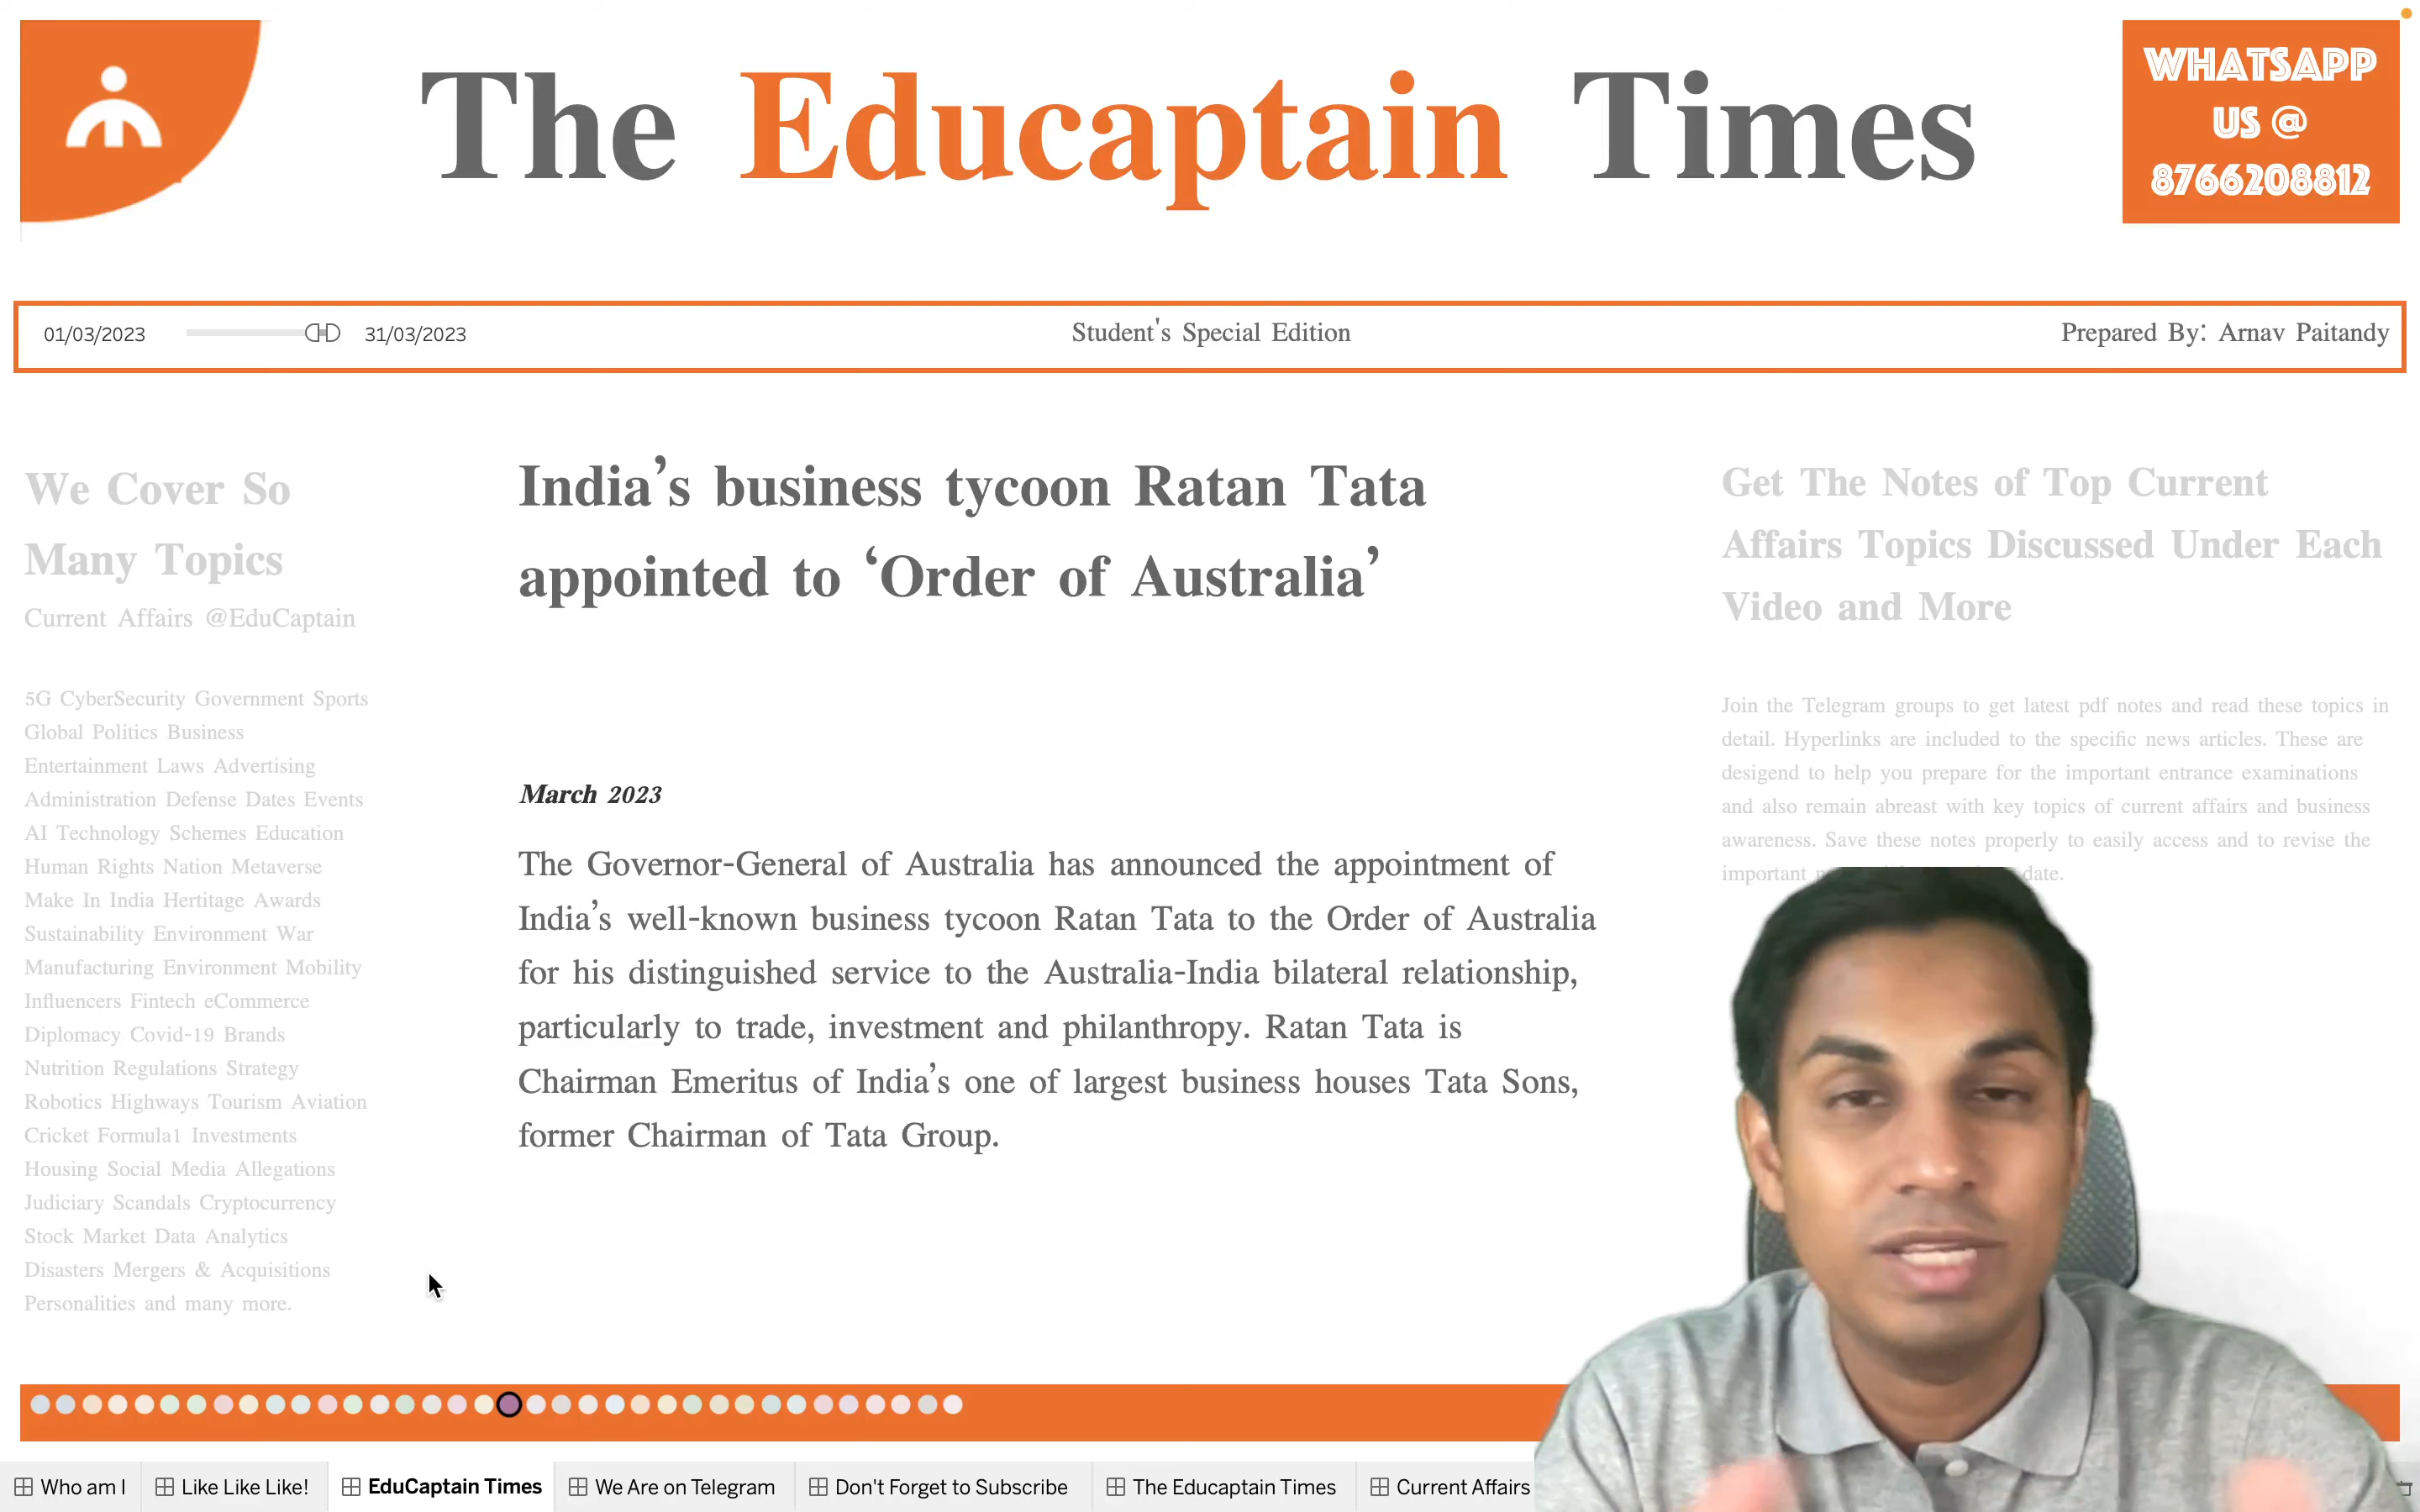 The Educaptain Times
WHATSAPP
US @
8766208812
01/03/2023
31/03/2023
Student's Special Edition
Prepared By: Arnav Paitandy
We Cover So
Many Topics
Current Affairs @EduCaptain
5G CyberSecurity Government Sports
Global Politics Business
Entertainment Laws Advertising
Administration Defense Dates Events
AI Technology Schemes Education
Human Rights Nation Metaverse
Make In India Hertitage Awards
Sustainability Environment War
Manufacturing Environment Mobility
Influencers Fintech eCommerce
Diplomacy Covid-19 Brands
Nutrition Regulations Strategy
Robotics Highways Tourism Aviation
Cricket Formula1 Investments
Housing Social Media Allegations
Judiciary Scandals Cryptocurrency
Stock Market Data Analytics
Disasters Mergers & Acquisitions
Personalities and many more.
India’s business tycoon Ratan Tata
appointed to ‘Order of Australia’
March 2023
The Governor-General of Australia has announced the appointment of
India’s well-known business tycoon Ratan Tata to the Order of Australia
for his distinguished service to the Australia-India bilateral relationship,
particularly to trade, investment and philanthropy. Ratan Tata is
Chairman Emeritus of India’s one of largest business houses Tata Sons,
former Chairman of Tata Group.
Get The Notes of Top Current
Affairs Topics Discussed Under Each
Video and More
Join the Telegram groups to get latest pdf notes and read these topics in
detail. Hyperlinks are included to the specific news articles. These are
desigend to help you prepare for the important entrance examinations
and also remain abreast with key topics of current affairs and business
awareness. Save these notes properly to easily access and to revise the
important date.
Who am I
Like Like Like!
EduCaptain Times
We Are on Telegram
Don't Forget to Subscribe
The Educaptain Times
Current Affairs